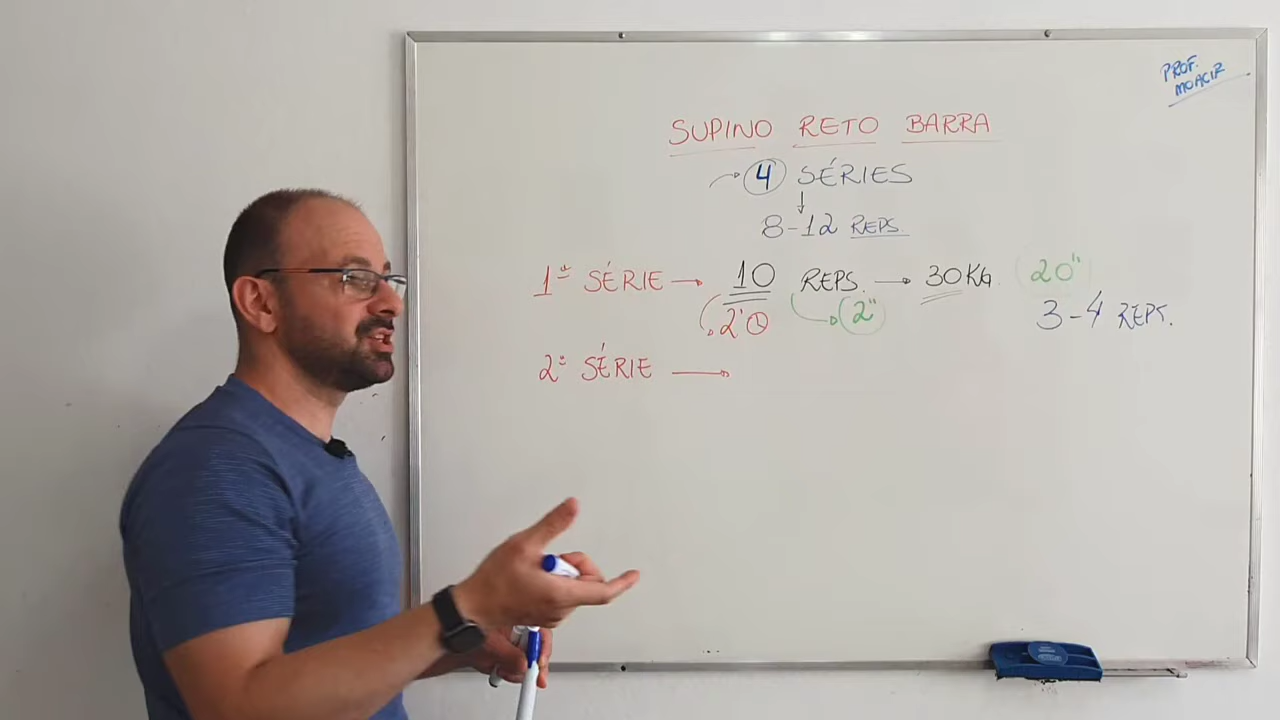 PROF. MOACIR
SUPINO RETO BARRA
4 SÉRIES
8-12 REPS.
1ª SÉRIE → 10 REPS. → 30KG 20"
2' 2" 3-4 REPS.
2ª SÉRIE →